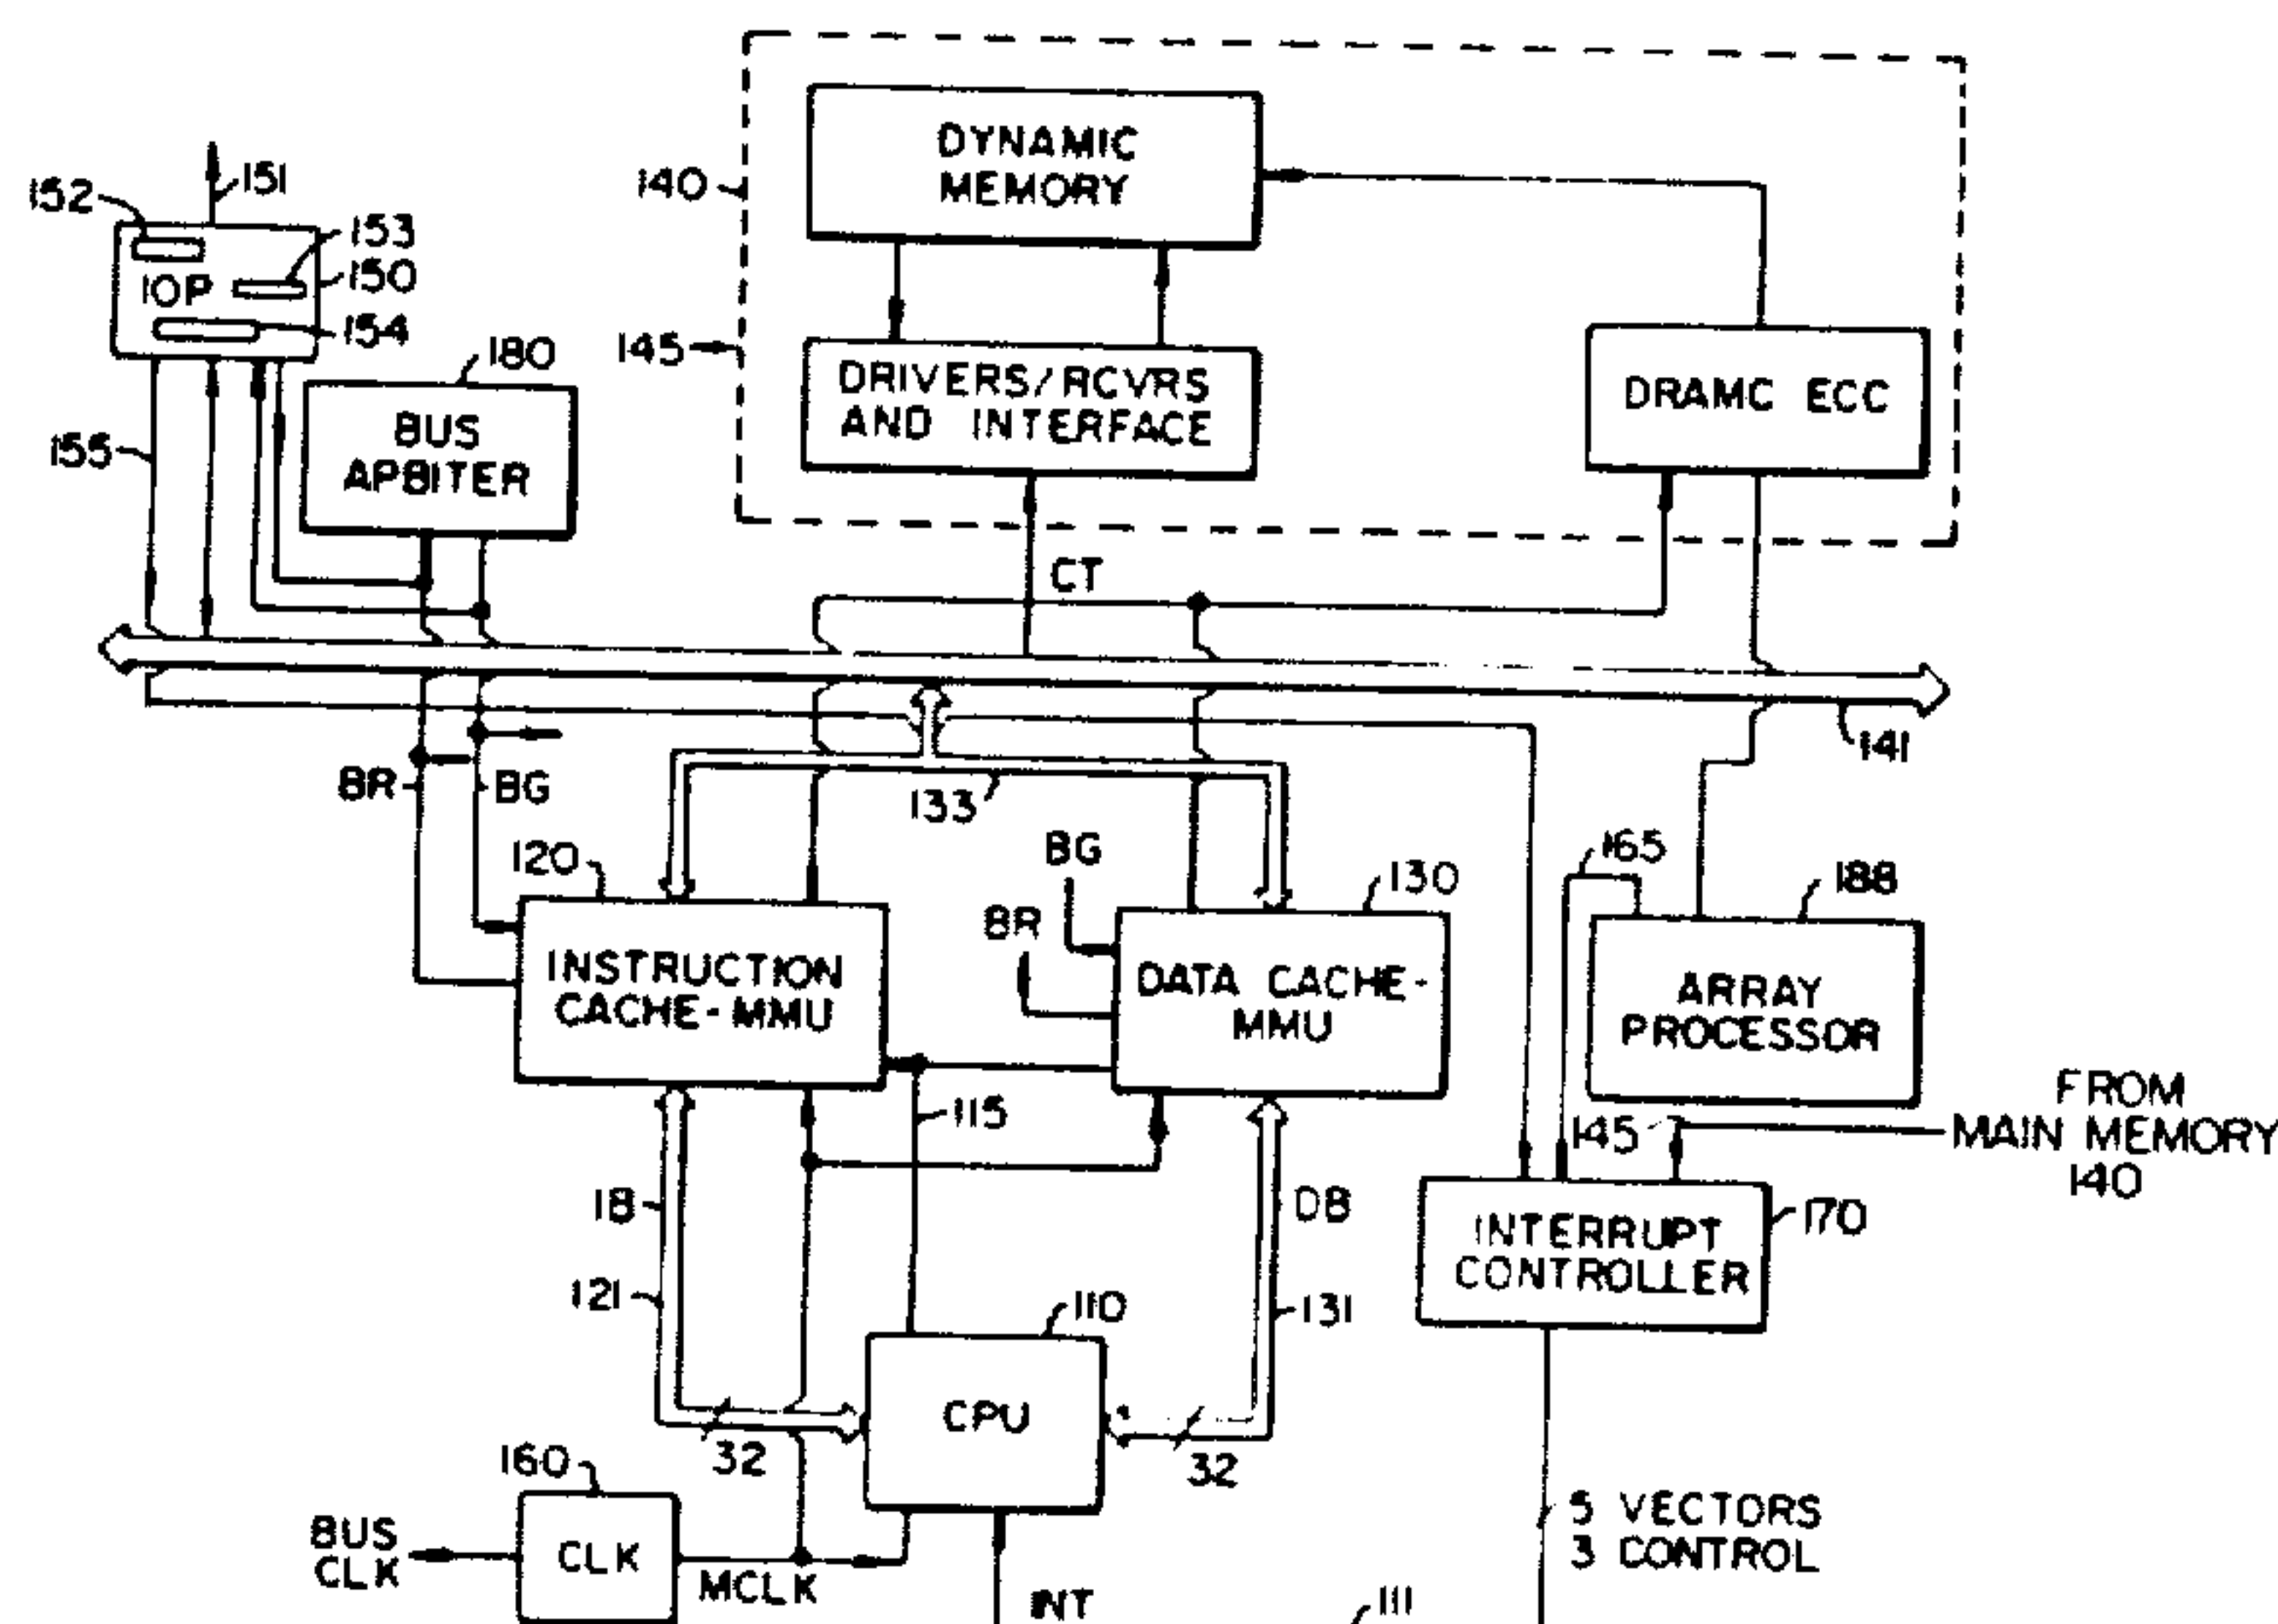 DYNAMIC
MEMORY
140
152
151
153
150
IOP
154
145
DRIVERS/RCVRS
AND INTERFACE
DRAMC ECC
180
BUS
ARBITER
155
CT
141
BR
BG
133
120
INSTRUCTION
CACHE-MMU
BG
BR
130
DATA CACHE-
MMU
165
188
ARRAY
PROCESSOR
115
FROM
MAIN MEMORY
140
145
IB
DB
170
INTERRUPT
CONTROLLER
121
110
131
CPU
32
32
160
BUS
CLK
CLK
MCLK
5 VECTORS
3 CONTROL
INT
111